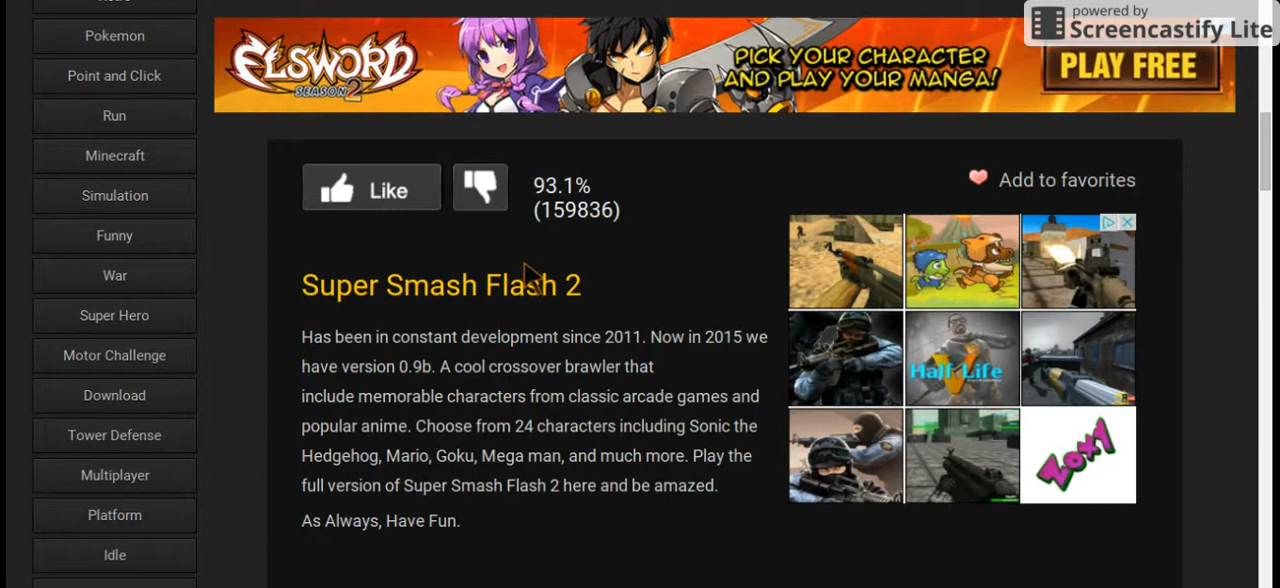 powered by
Screencastify Lite
ELSWORD
SEASON 2
PICK YOUR CHARACTER
AND PLAY YOUR MANGA!
PLAY FREE
Pokemon
Point and Click
Run
Minecraft
Simulation
Funny
War
Super Hero
Motor Challenge
Download
Tower Defense
Multiplayer
Platform
Idle
Like
93.1%
(159836)
Add to favorites
Super Smash Flash 2
Has been in constant development since 2011. Now in 2015 we
have version 0.9b. A cool crossover brawler that
include memorable characters from classic arcade games and
popular anime. Choose from 24 characters including Sonic the
Hedgehog, Mario, Goku, Mega man, and much more. Play the
full version of Super Smash Flash 2 here and be amazed.
As Always, Have Fun.
Half Life
V
Zoxy